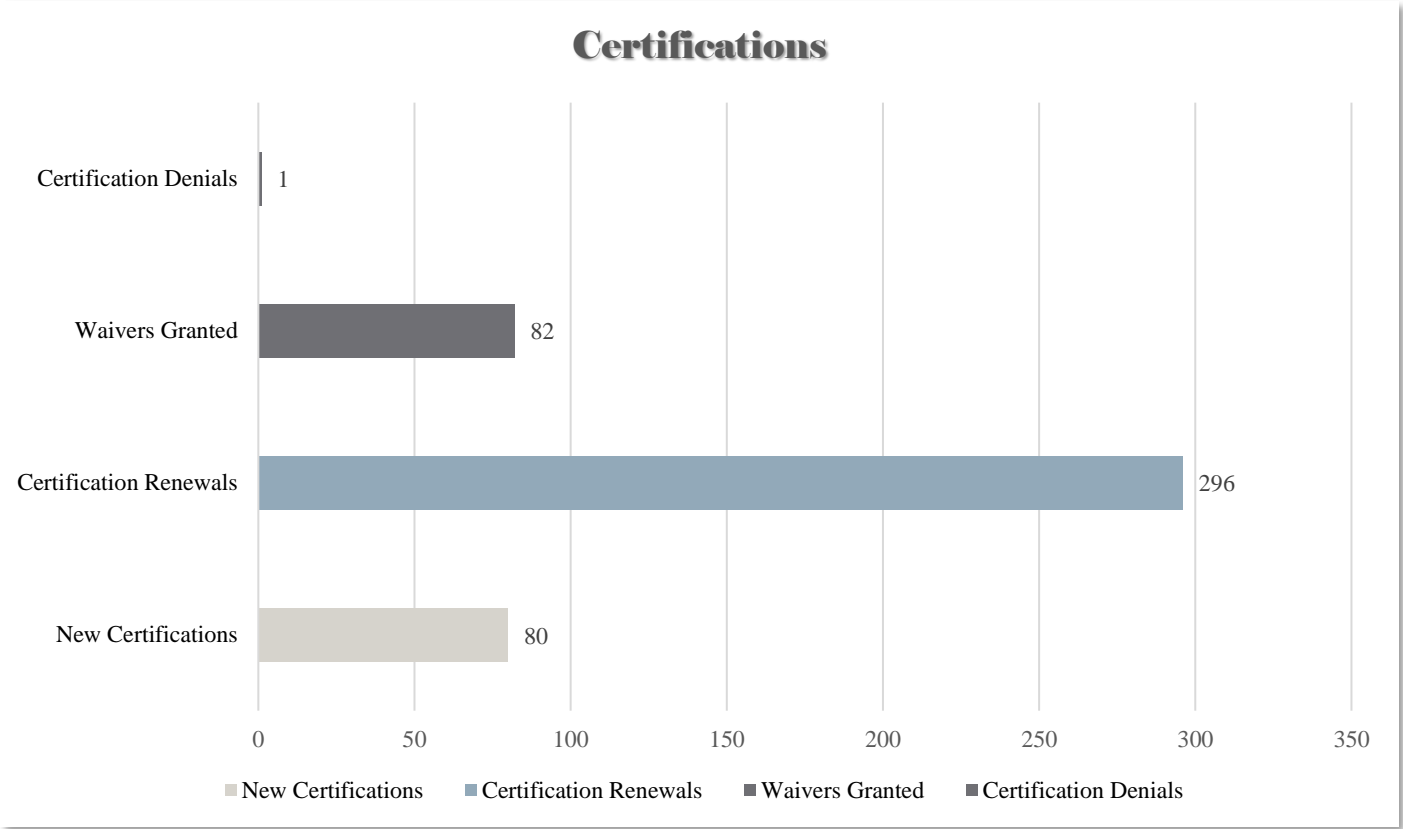 Certifications
Certification Denials 1
Waivers Granted 82
Certification Renewals 296
New Certifications 80
0 50 100 150 200 250 300 350
New Certifications Certification Renewals Waivers Granted Certification Denials